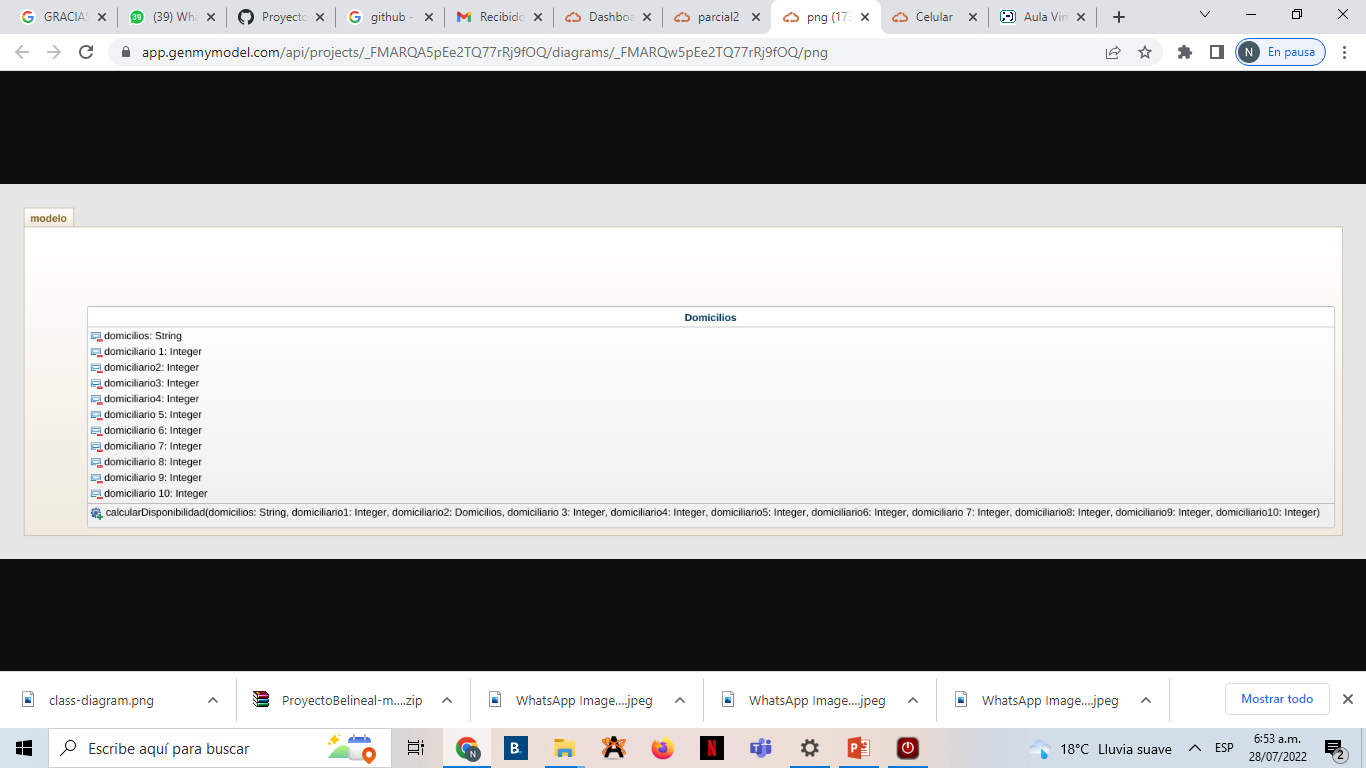 GRACIAS
(39) Wha
Proyecto
github -
Recibido
Dashboa
parcial2
png (173
Celular
Aula Virt
app.genmymodel.com/api/projects/_FMARQA5pEe2TQ77rRj9fOQ/diagrams/_FMARQw5pEe2TQ77rRj9fOQ/png
N
En pausa
modelo
Domicilios
domicilios: String
domiciliario 1: Integer
domiciliario2: Integer
domiciliario3: Integer
domiciliario4: Integer
domiciliario 5: Integer
domiciliario 6: Integer
domiciliario 7: Integer
domiciliario 8: Integer
domiciliario 9: Integer
domiciliario 10: Integer
calcularDisponibilidad(domicilios: String, domiciliario1: Integer, domiciliario2: Domicilios, domiciliario 3: Integer, domiciliario4: Integer, domiciliario5: Integer, domiciliario6: Integer, domiciliario 7: Integer, domiciliario8: Integer, domiciliario9: Integer, domiciliario10: Integer)
class-diagram.png
ProyectoBelineal-m....zip
WhatsApp Image....jpeg
WhatsApp Image....jpeg
WhatsApp Image....jpeg
Mostrar todo
Escribe aquí para buscar
N
B.
N
18°C Lluvia suave
ESP
6:53 a.m.
28/07/2022
2